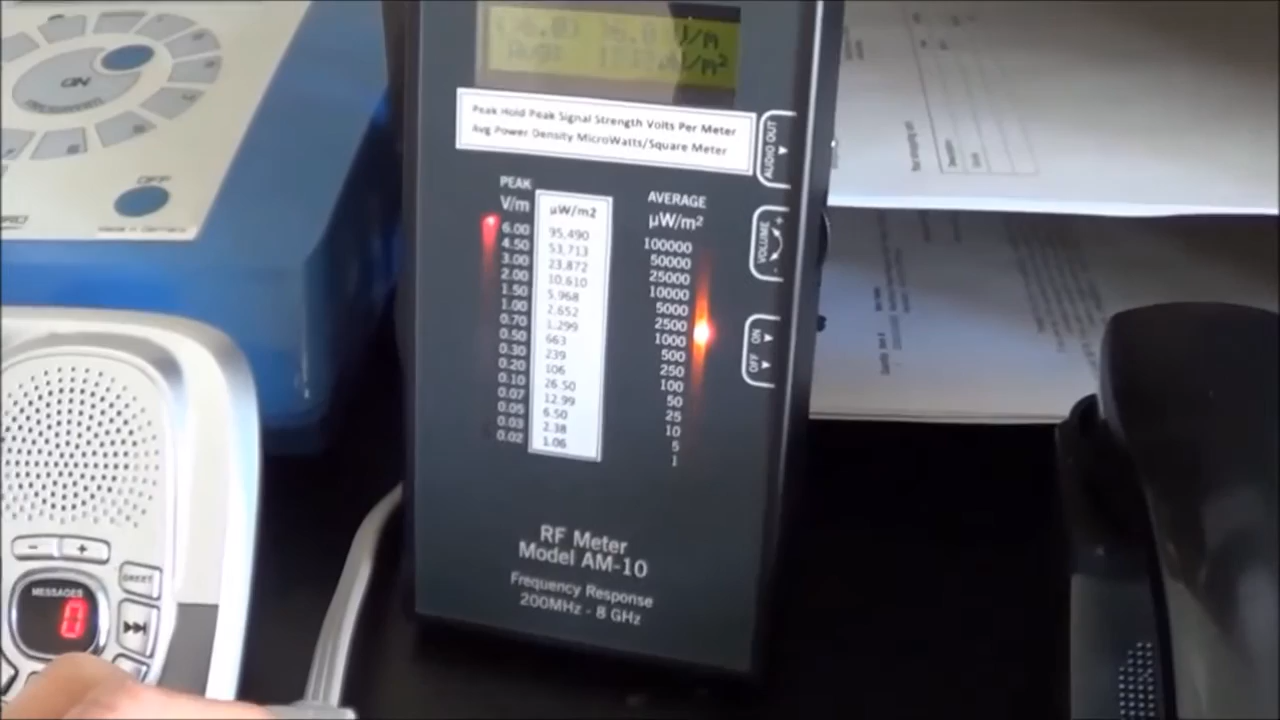 ON
OFF
Peak Hold Peak Signal Strength Volts Per Meter
Avg Power Density MicroWatts/Square Meter
AUDIO OUT
VOLUME
+
-
OFF ON
PEAK
V/m
6.00
4.50
3.00
2.00
1.50
1.00
0.70
0.50
0.30
0.20
0.10
0.07
0.05
0.03
0.02
µW/m2
95,490
53,713
23,872
10,610
5,968
2,652
1,299
663
239
106
26.50
12.99
6.50
2.38
1.06
AVERAGE
µW/m²
100000
50000
25000
10000
5000
2500
1000
500
250
100
50
25
10
5
1
RF Meter
Model AM-10
Frequency Response
200MHz - 8 GHz
- +
GREET
MESSAGES
0